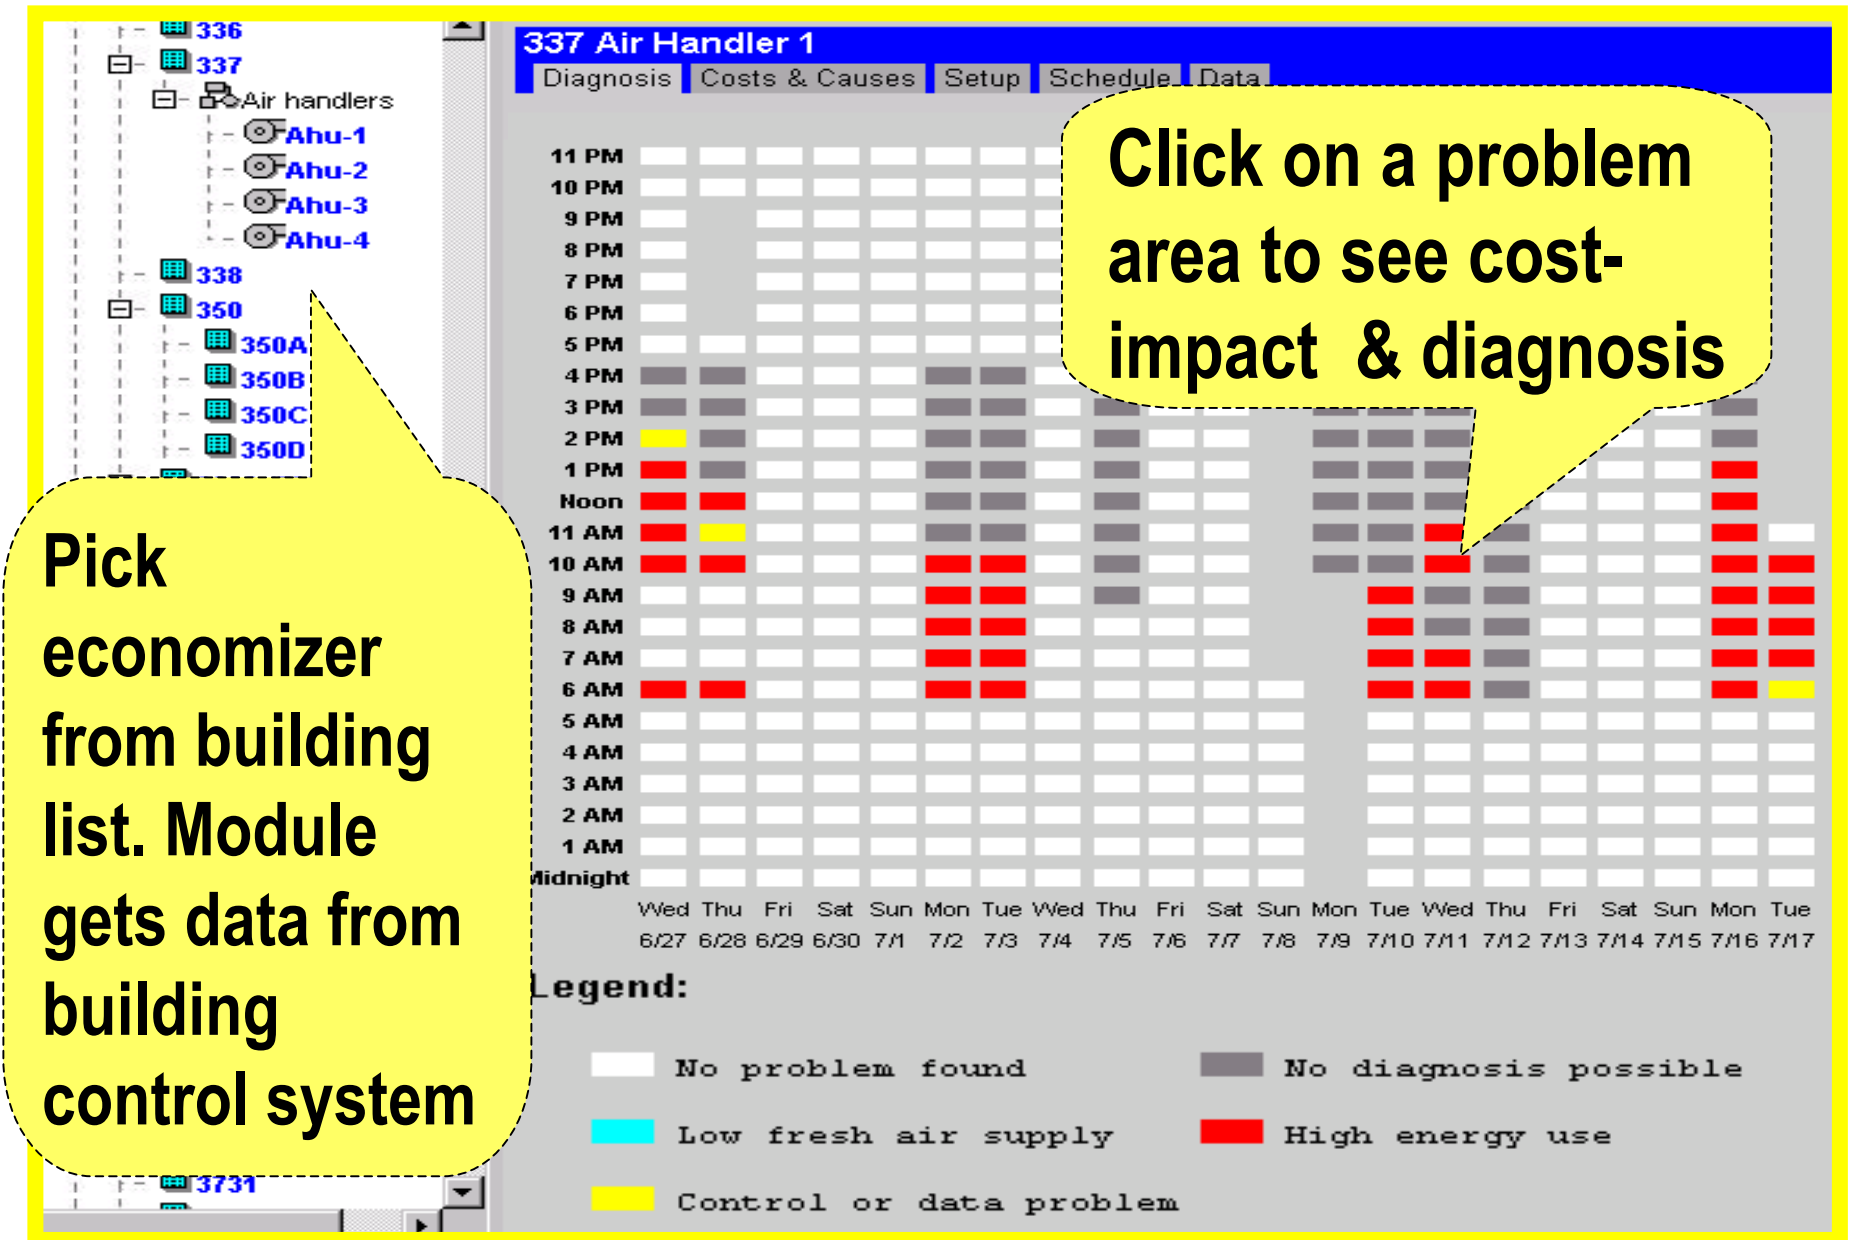 336
337
Air handlers
Ahu-1
Ahu-2
Ahu-3
Ahu-4
338
350
350A
350B
350C
350D
3731
Pick
economizer
from building
list. Module
gets data from
building
control system
337 Air Handler 1
Diagnosis Costs & Causes Setup Schedule Data
Click on a problem
area to see cost-
impact & diagnosis
11 PM
10 PM
9 PM
8 PM
7 PM
6 PM
5 PM
4 PM
3 PM
2 PM
1 PM
Noon
11 AM
10 AM
9 AM
8 AM
7 AM
6 AM
5 AM
4 AM
3 AM
2 AM
1 AM
Midnight
Wed Thu Fri Sat Sun Mon Tue Wed Thu Fri Sat Sun Mon Tue Wed Thu Fri Sat Sun Mon Tue
6/27 6/28 6/29 6/30 7/1 7/2 7/3 7/4 7/5 7/6 7/7 7/8 7/9 7/10 7/11 7/12 7/13 7/14 7/15 7/16 7/17
Legend:
No problem found No diagnosis possible
Low fresh air supply High energy use
Control or data problem